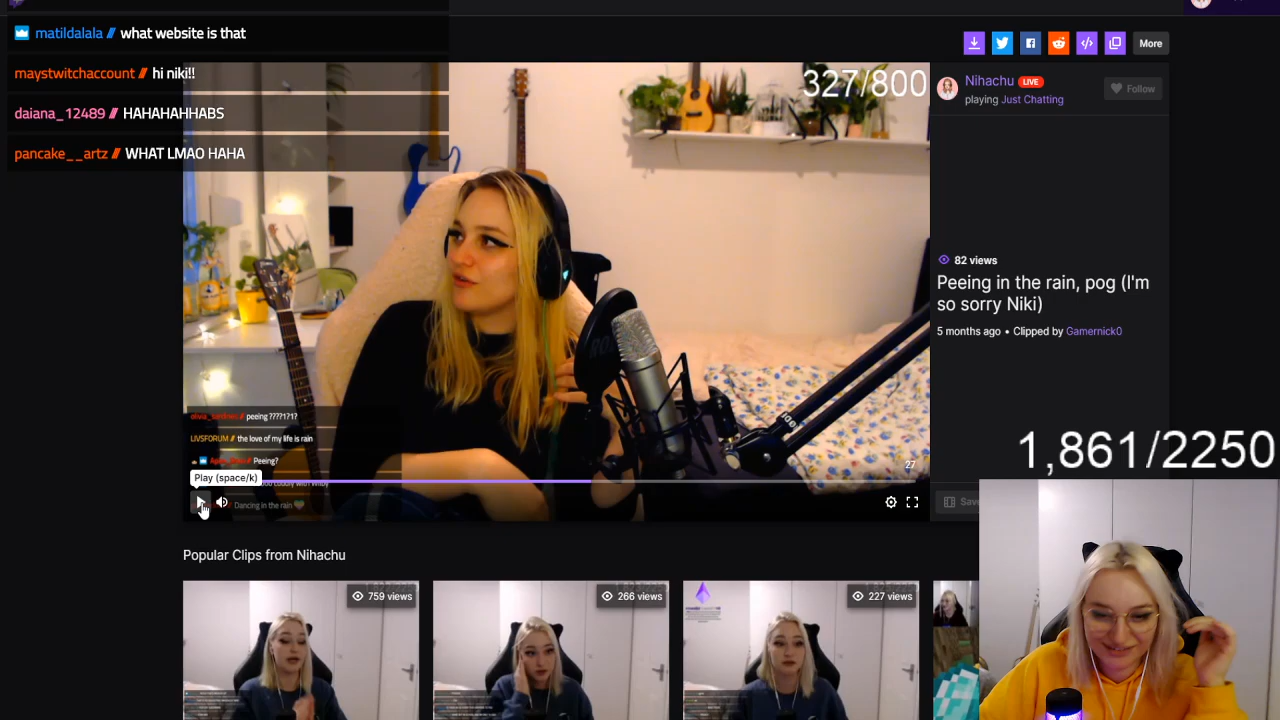 matildalala // what website is that
maystwitchaccount // hi niki!!
daiana_12489 // HAHAHAHHABS
pancake__artz // WHAT LMAO HAHA
More
327/800
Nihachu LIVE
playing Just Chatting
Follow
82 views
Peeing in the rain, pog (I'm
so sorry Niki)
5 months ago • Clipped by Gamernick0
peeing ????1?1?
LIVSFORUM // the love of my life is rain
Peeing?
27
Play (space/k)
Dancing in the rain
1,861/2250
Popular Clips from Nihachu
759 views
266 views
227 views